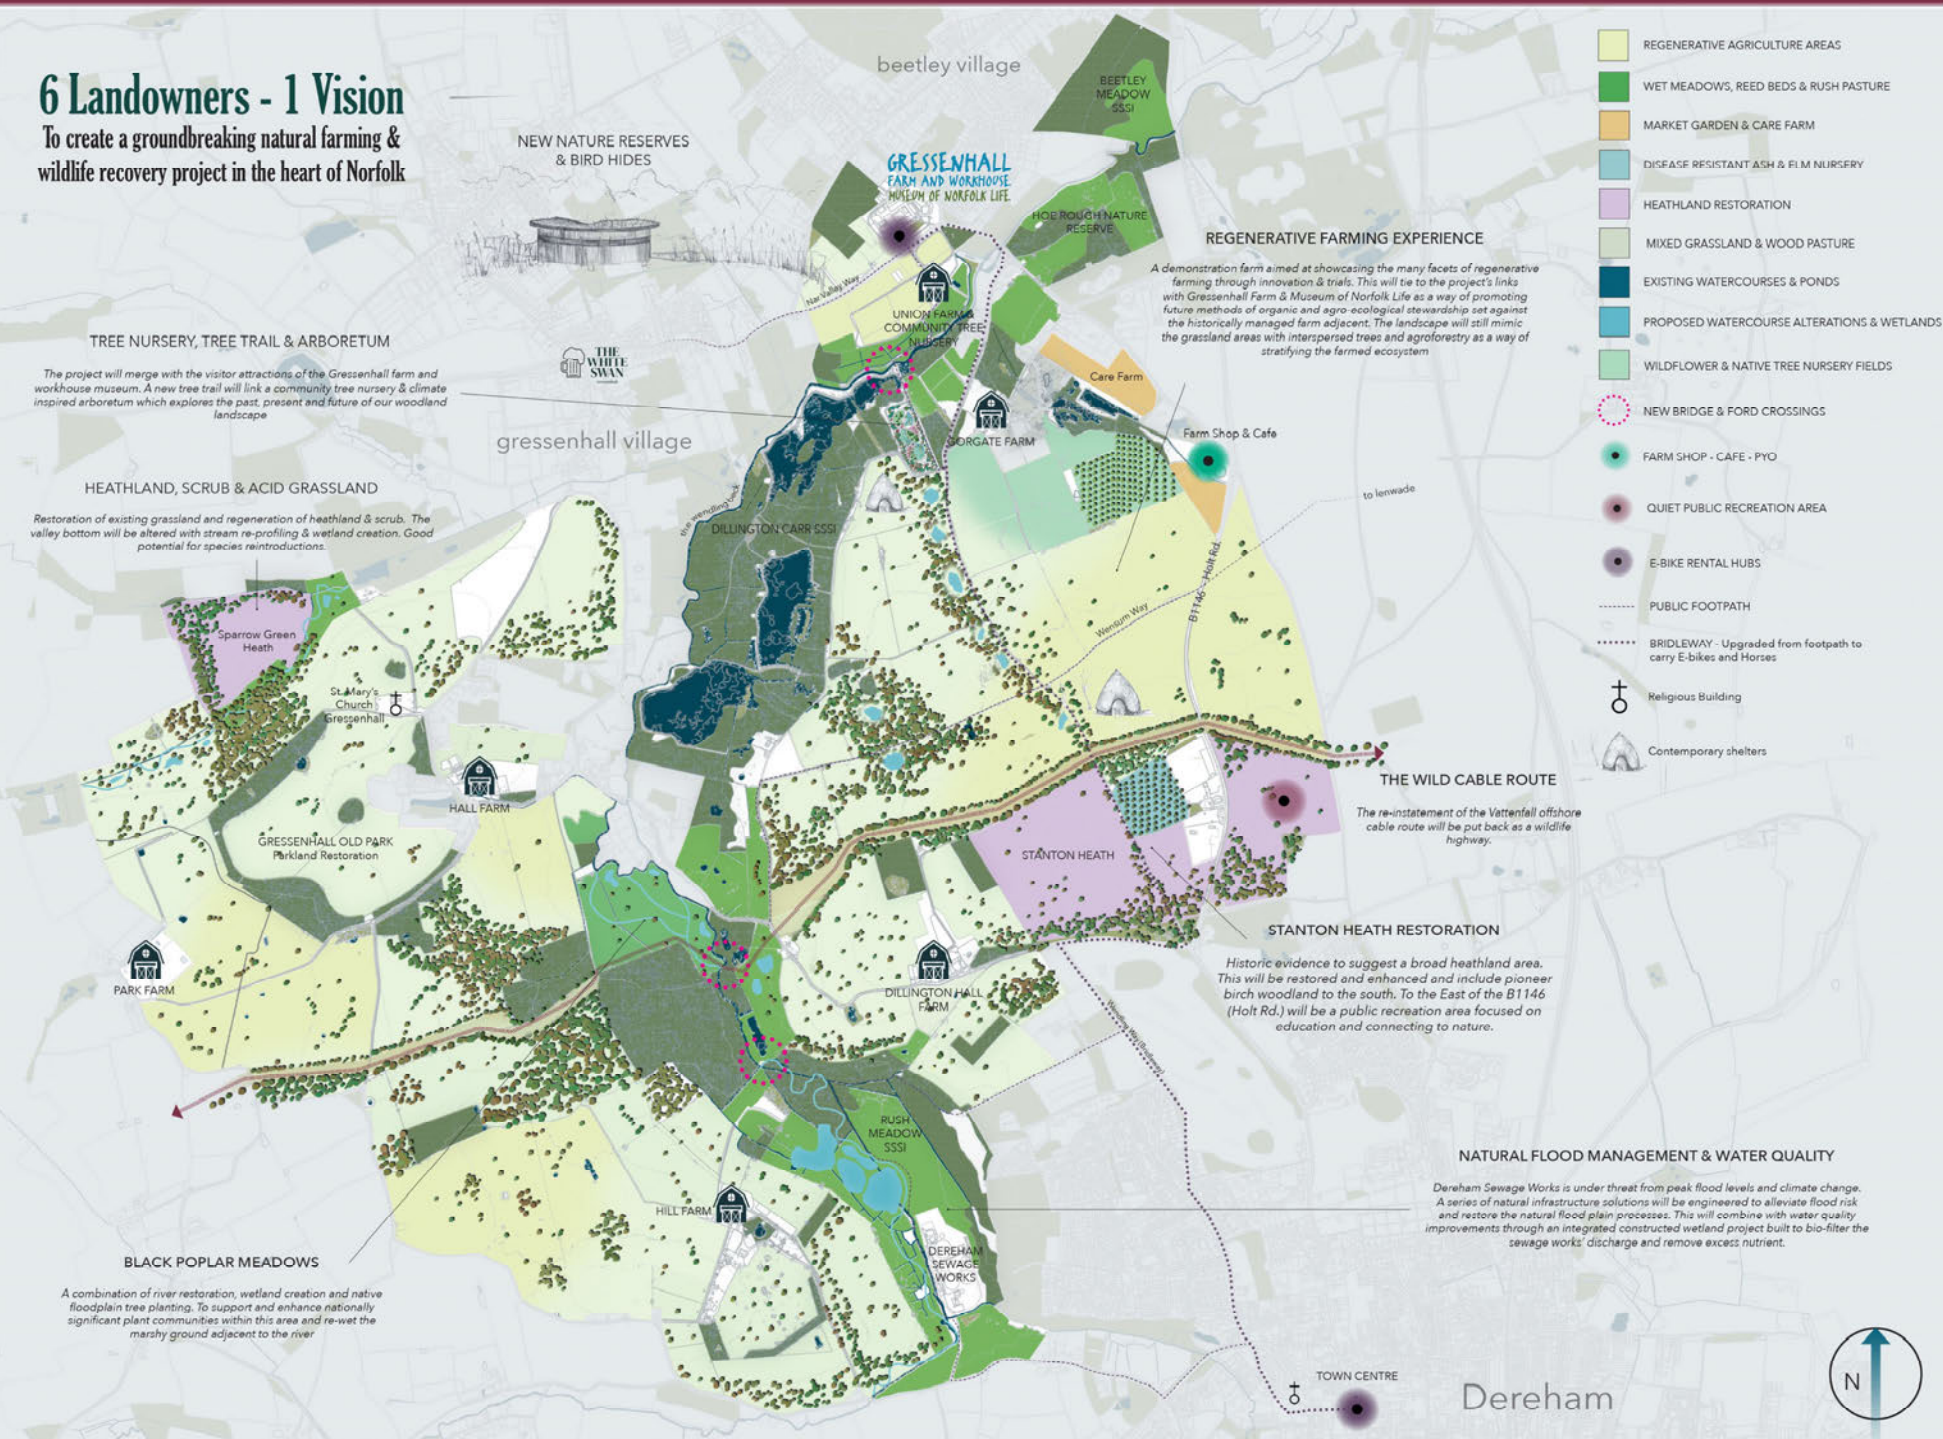 6 Landowners - 1 Vision
To create a groundbreaking natural farming &
wildlife recovery project in the heart of Norfolk
beetley village
BEETLEY
MEADOW
SSSI
NEW NATURE RESERVES
& BIRD HIDES
GRESSENHALL
FARM AND WORKHOUSE
MUSEUM OF NORFOLK LIFE
HOE ROUGH NATURE
RESERVE
Nar Valley Way
UNION FARM &
COMMUNITY TREE
NURSERY
THE
WHITE
SWAN
REGENERATIVE FARMING EXPERIENCE
A demonstration farm aimed at showcasing the many facets of regenerative
farming through innovation & trials. This will tie to the project's links
with Gressenhall Farm & Museum of Norfolk Life as a way of promoting
future methods of organic and agro-ecological stewardship set against
the historically managed farm adjacent. The landscape will still mimic
the grassland areas with interspersed trees and agroforestry as a way of
stratifying the farmed ecosystem
TREE NURSERY, TREE TRAIL & ARBORETUM
The project will merge with the visitor attractions of the Gressenhall farm and
workhouse museum. A new tree trail will link a community tree nursery & climate
inspired arboretum which explores the past, present and future of our woodland
landscape
gressenhall village
Care Farm
GORGATE FARM
Farm Shop & Cafe
to lenwade
the wendling beck
DILLINGTON CARR SSSI
B1146 - Holt Rd.
Wensum Way
HEATHLAND, SCRUB & ACID GRASSLAND
Restoration of existing grassland and regeneration of heathland & scrub. The
valley bottom will be altered with stream re-profiling & wetland creation. Good
potential for species reintroductions.
Sparrow Green
Heath
St. Mary's
Church
Gressenhall
HALL FARM
GRESSENHALL OLD PARK
Parkland Restoration
PARK FARM
STANTON HEATH
THE WILD CABLE ROUTE
The re-instatement of the Vattenfall offshore
cable route will be put back as a wildlife
highway.
STANTON HEATH RESTORATION
Historic evidence to suggest a broad heathland area.
This will be restored and enhanced and include pioneer
birch woodland to the south. To the East of the B1146
(Holt Rd.) will be a public recreation area focused on
education and connecting to nature.
DILLINGTON HALL
FARM
Wendling Way (Bridleway)
RUSH
MEADOW
SSSI
HILL FARM
DEREHAM
SEWAGE
WORKS
NATURAL FLOOD MANAGEMENT & WATER QUALITY
Dereham Sewage Works is under threat from peak flood levels and climate change.
A series of natural infrastructure solutions will be engineered to alleviate flood risk
and restore the natural flood plain processes. This will combine with water quality
improvements through an integrated constructed wetland project built to bio-filter the
sewage works' discharge and remove excess nutrient.
BLACK POPLAR MEADOWS
A combination of river restoration, wetland creation and native
floodplain tree planting. To support and enhance nationally
significant plant communities within this area and re-wet the
marshy ground adjacent to the river
TOWN CENTRE
Dereham
N
REGENERATIVE AGRICULTURE AREAS
WET MEADOWS, REED BEDS & RUSH PASTURE
MARKET GARDEN & CARE FARM
DISEASE RESISTANT ASH & ELM NURSERY
HEATHLAND RESTORATION
MIXED GRASSLAND & WOOD PASTURE
EXISTING WATERCOURSES & PONDS
PROPOSED WATERCOURSE ALTERATIONS & WETLANDS
WILDFLOWER & NATIVE TREE NURSERY FIELDS
NEW BRIDGE & FORD CROSSINGS
FARM SHOP - CAFE - PYO
QUIET PUBLIC RECREATION AREA
E-BIKE RENTAL HUBS
PUBLIC FOOTPATH
BRIDLEWAY - Upgraded from footpath to
carry E-bikes and Horses
Religious Building
Contemporary shelters